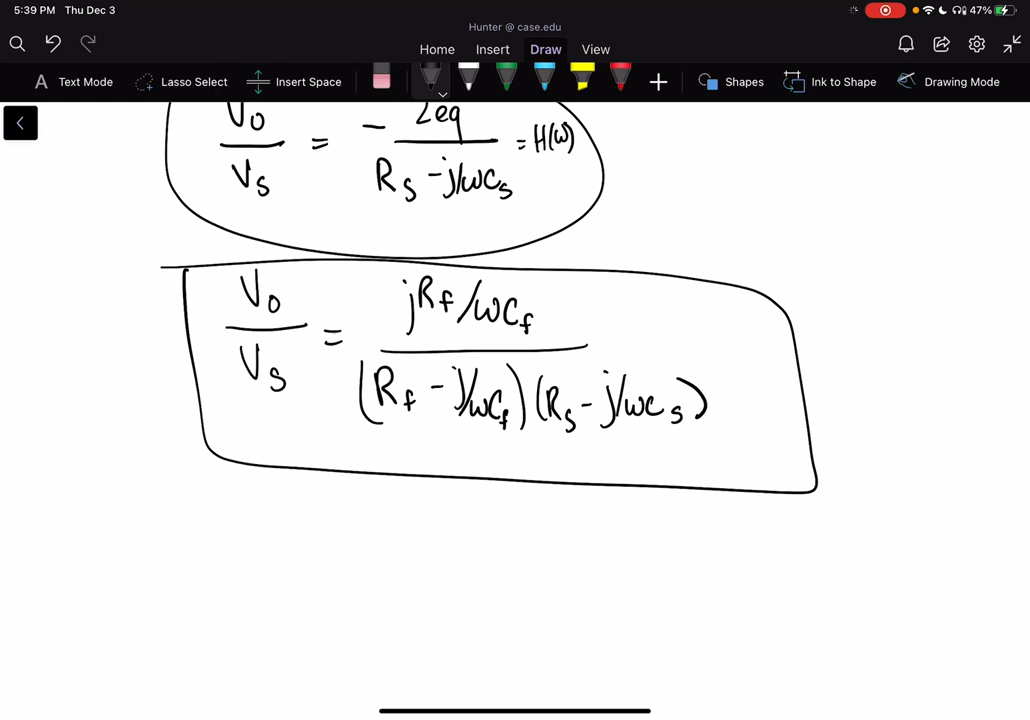 5:39 PM Thu Dec 3
47%
Hunter @ case.edu
Home Insert Draw View
Text Mode Lasso Select Insert Space Shapes Ink to Shape Drawing Mode
Vo/Vs = - Zeq/(Rs - j/ωCs) = H(ω)
Vo/Vs = (jRf/ωCf)/((Rf - j/ωCf)(Rs - j/ωCs))